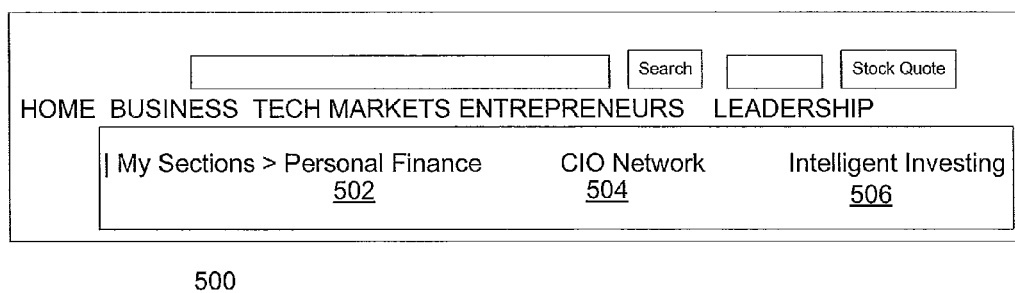 Search Stock Quote
HOME BUSINESS TECH MARKETS ENTREPRENEURS LEADERSHIP
| My Sections > Personal Finance CIO Network Intelligent Investing
502 504 506
500